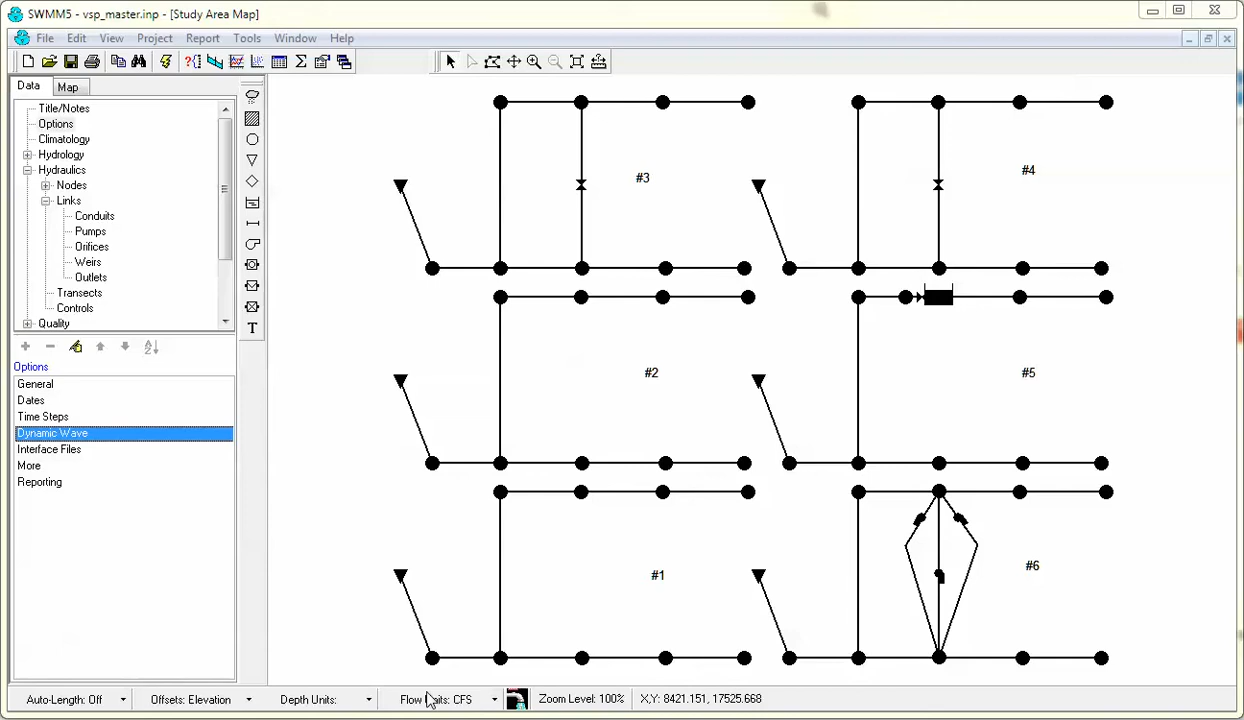 SWMM5 - vsp_master.inp - [Study Area Map]
File Edit View Project Report Tools Window Help
Data Map
Title/Notes
Options
Climatology
Hydrology
Hydraulics
Nodes
Links
Conduits
Pumps
Orifices
Weirs
Outlets
Transects
Controls
Quality
Options
General
Dates
Time Steps
Dynamic Wave
Interface Files
More
Reporting
T
#3
#4
#2
#5
#1
#6
Auto-Length: Off Offsets: Elevation Depth Units: Flow Units: CFS Zoom Level: 100% X,Y: 8421.151, 17525.668